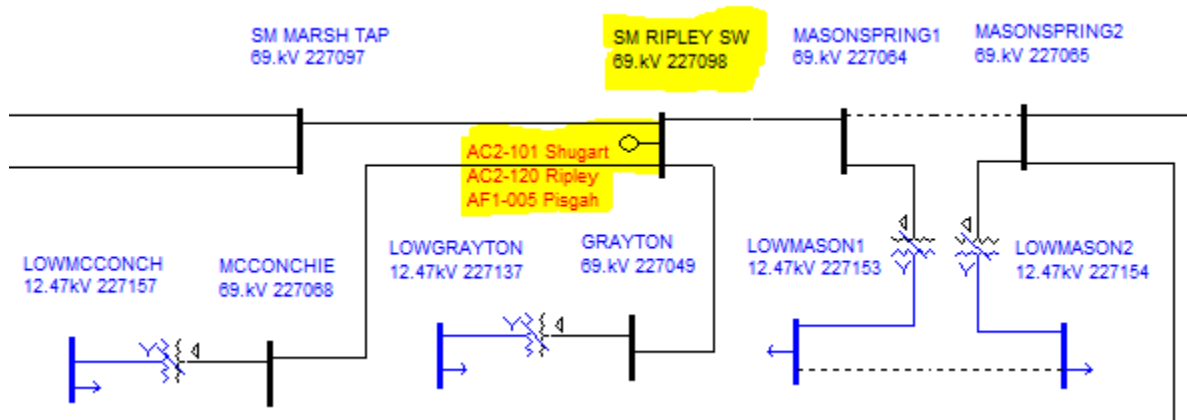 SM MARSH TAP
69.kV 227097
SM RIPLEY SW
69.kV 227098
MASONSPRING1
69.kV 227064
MASONSPRING2
69.kV 227065
AC2-101 Shugart
AC2-120 Ripley
AF1-005 Pisgah
LOWMCCONCH
12.47kV 227157
MCCONCHIE
69.kV 227068
LOWGRAYTON
12.47kV 227137
GRAYTON
69.kV 227049
LOWMASON1
12.47kV 227153
LOWMASON2
12.47kV 227154